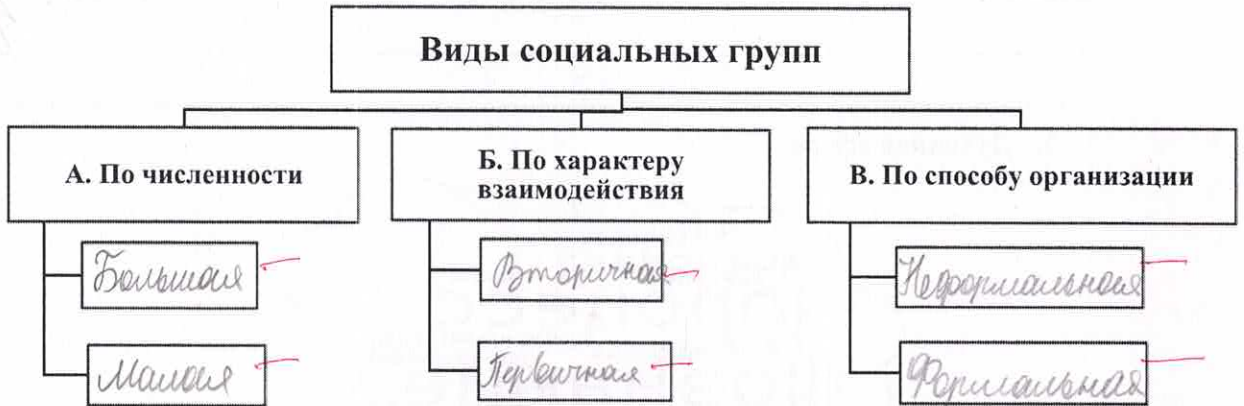 Виды социальных групп
А. По численности
Большая
Малая
Б. По характеру
взаимодействия
Вторичная
Первичная
В. По способу организации
Неформальная
Формальная